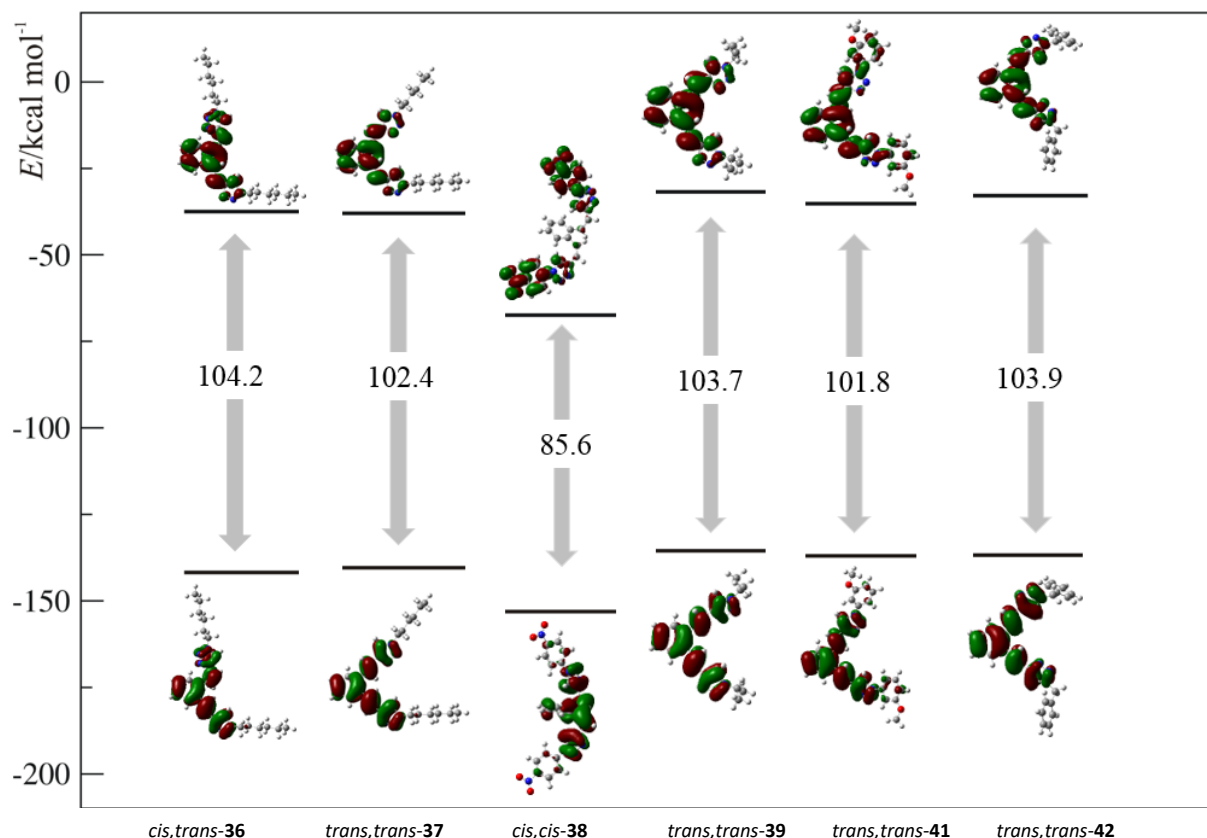 E/kcal mol-1
0
-50
-100
-150
-200
104.2
102.4
85.6
103.7
101.8
103.9
cis,trans-36
trans,trans-37
cis,cis-38
trans,trans-39
trans,trans-41
trans,trans-42